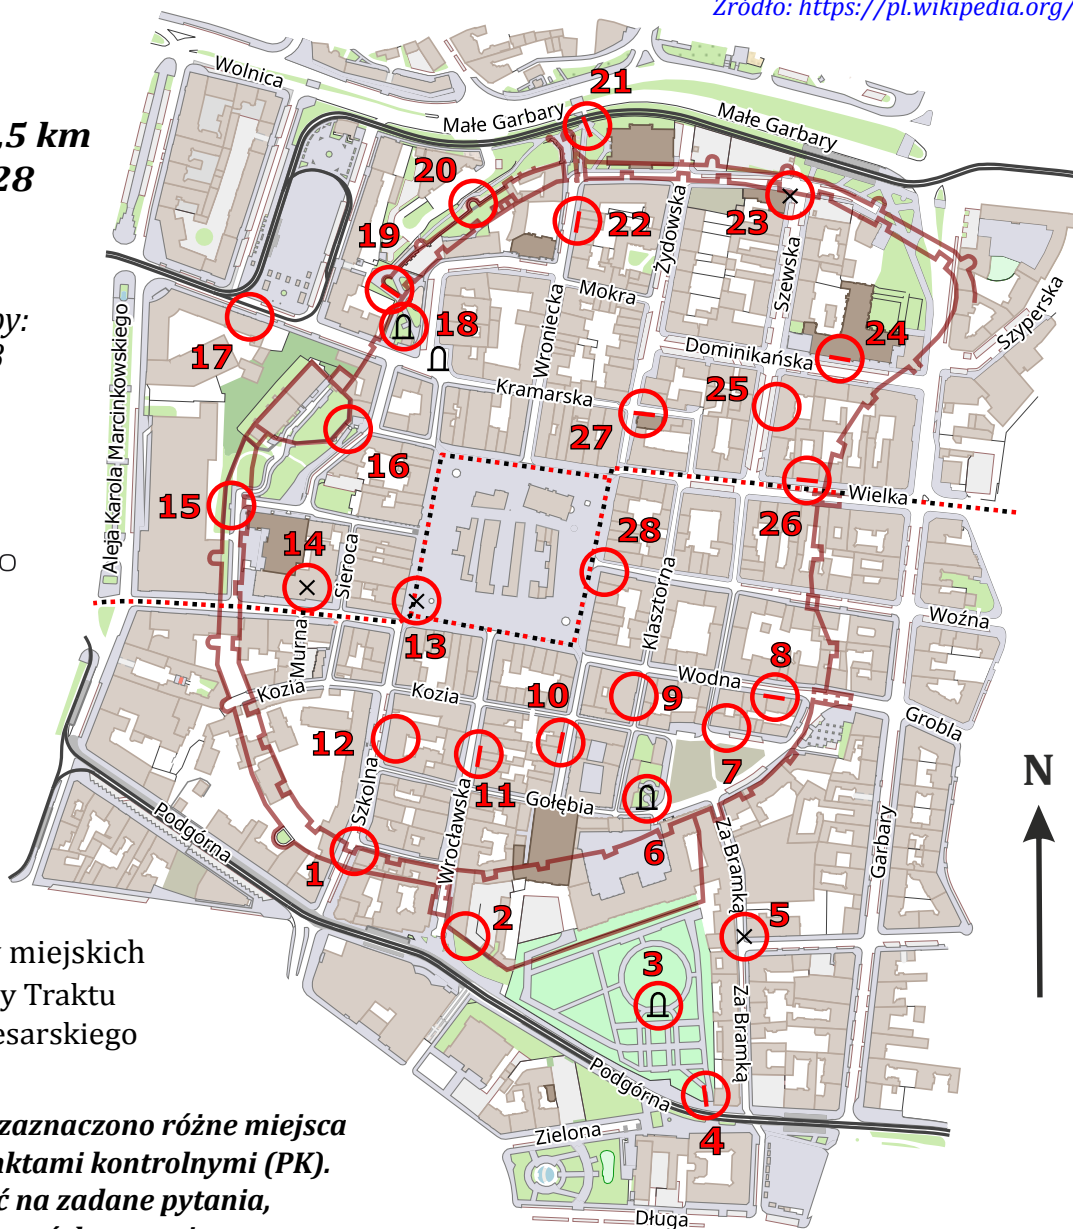 Źródło: https://pl.wikipedia.org/
,5 km
28
Wolnica
Małe Garbary
21
Małe Garbary
20
19
22
23
Żydowska
Szewska
Mokra
Wroniecka
18
17
by:
3
24
Szyperska
Dominikańska
25
Kramarska
27
Aleja Karola Marcinkowskiego
16
15
Wielka
26
28
14
Sieroca
Klasztorna
O
Woźna
13
Murna
Wodna
8
Kozia
Kozia
10
9
Grobla
12
7
11
Gołębia
N
Szkolna
Wrocławska
Podgórna
1
6
Za Bramką
Garbary
2
5
y miejskich
3
ny Traktu
Za Bramką
esarskiego
Podgórna
zaznaczono różne miejsca
Zielona
4
nktami kontrolnymi (PK).
ć na zadane pytania,
Długa